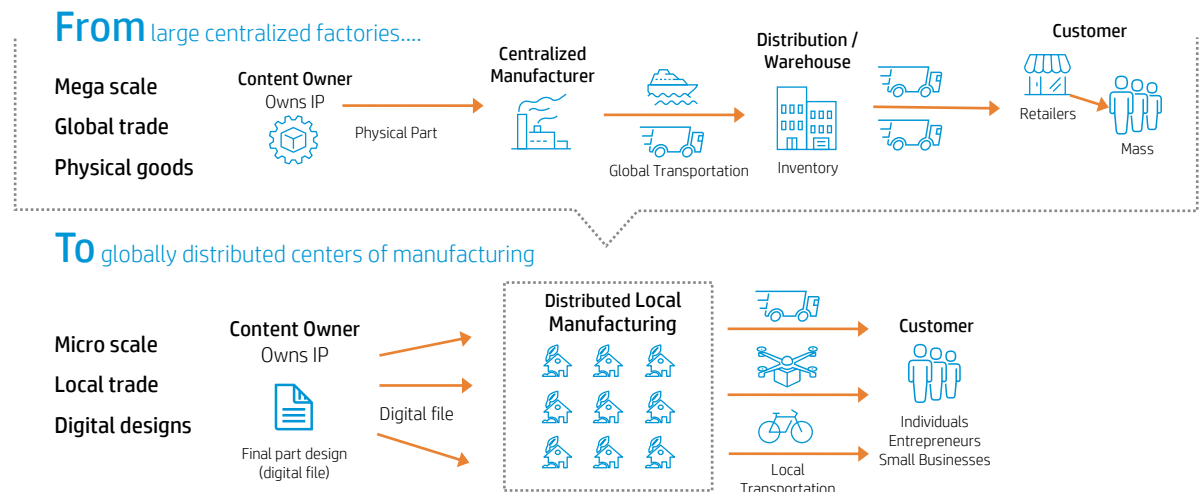 From large centralized factories....
Mega scale
Global trade
Physical goods
Content Owner
Owns IP
Physical Part
Centralized
Manufacturer
Global Transportation
Distribution /
Warehouse
Inventory
Customer
Retailers
Mass
To globally distributed centers of manufacturing
Micro scale
Local trade
Digital designs
Content Owner
Owns IP
Final part design
(digital file)
Digital file
Distributed Local
Manufacturing
Local
Transportation
Customer
Individuals
Entrepreneurs
Small Businesses